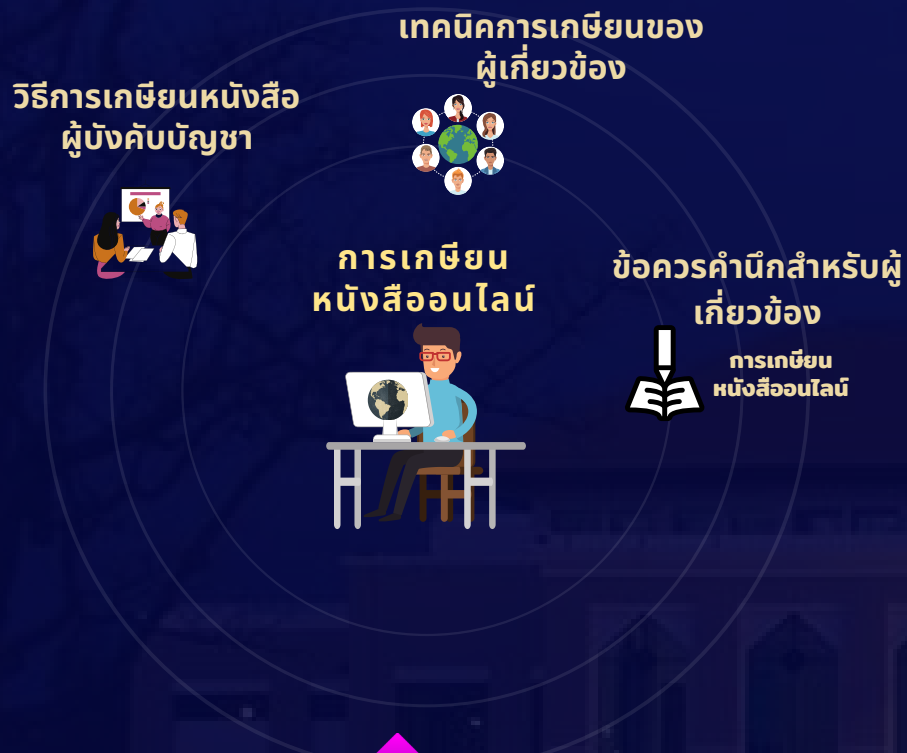 เทคนิคการเกษียนของ
ผู้เกี่ยวข้อง
วิธีการเกษียนหนังสือ
ผู้บังคับบัญชา
การเกษียน
หนังสือออนไลน์
ข้อควรคำนึกสำหรับผู้
เกี่ยวข้อง
การเกษียน
หนังสือออนไลน์